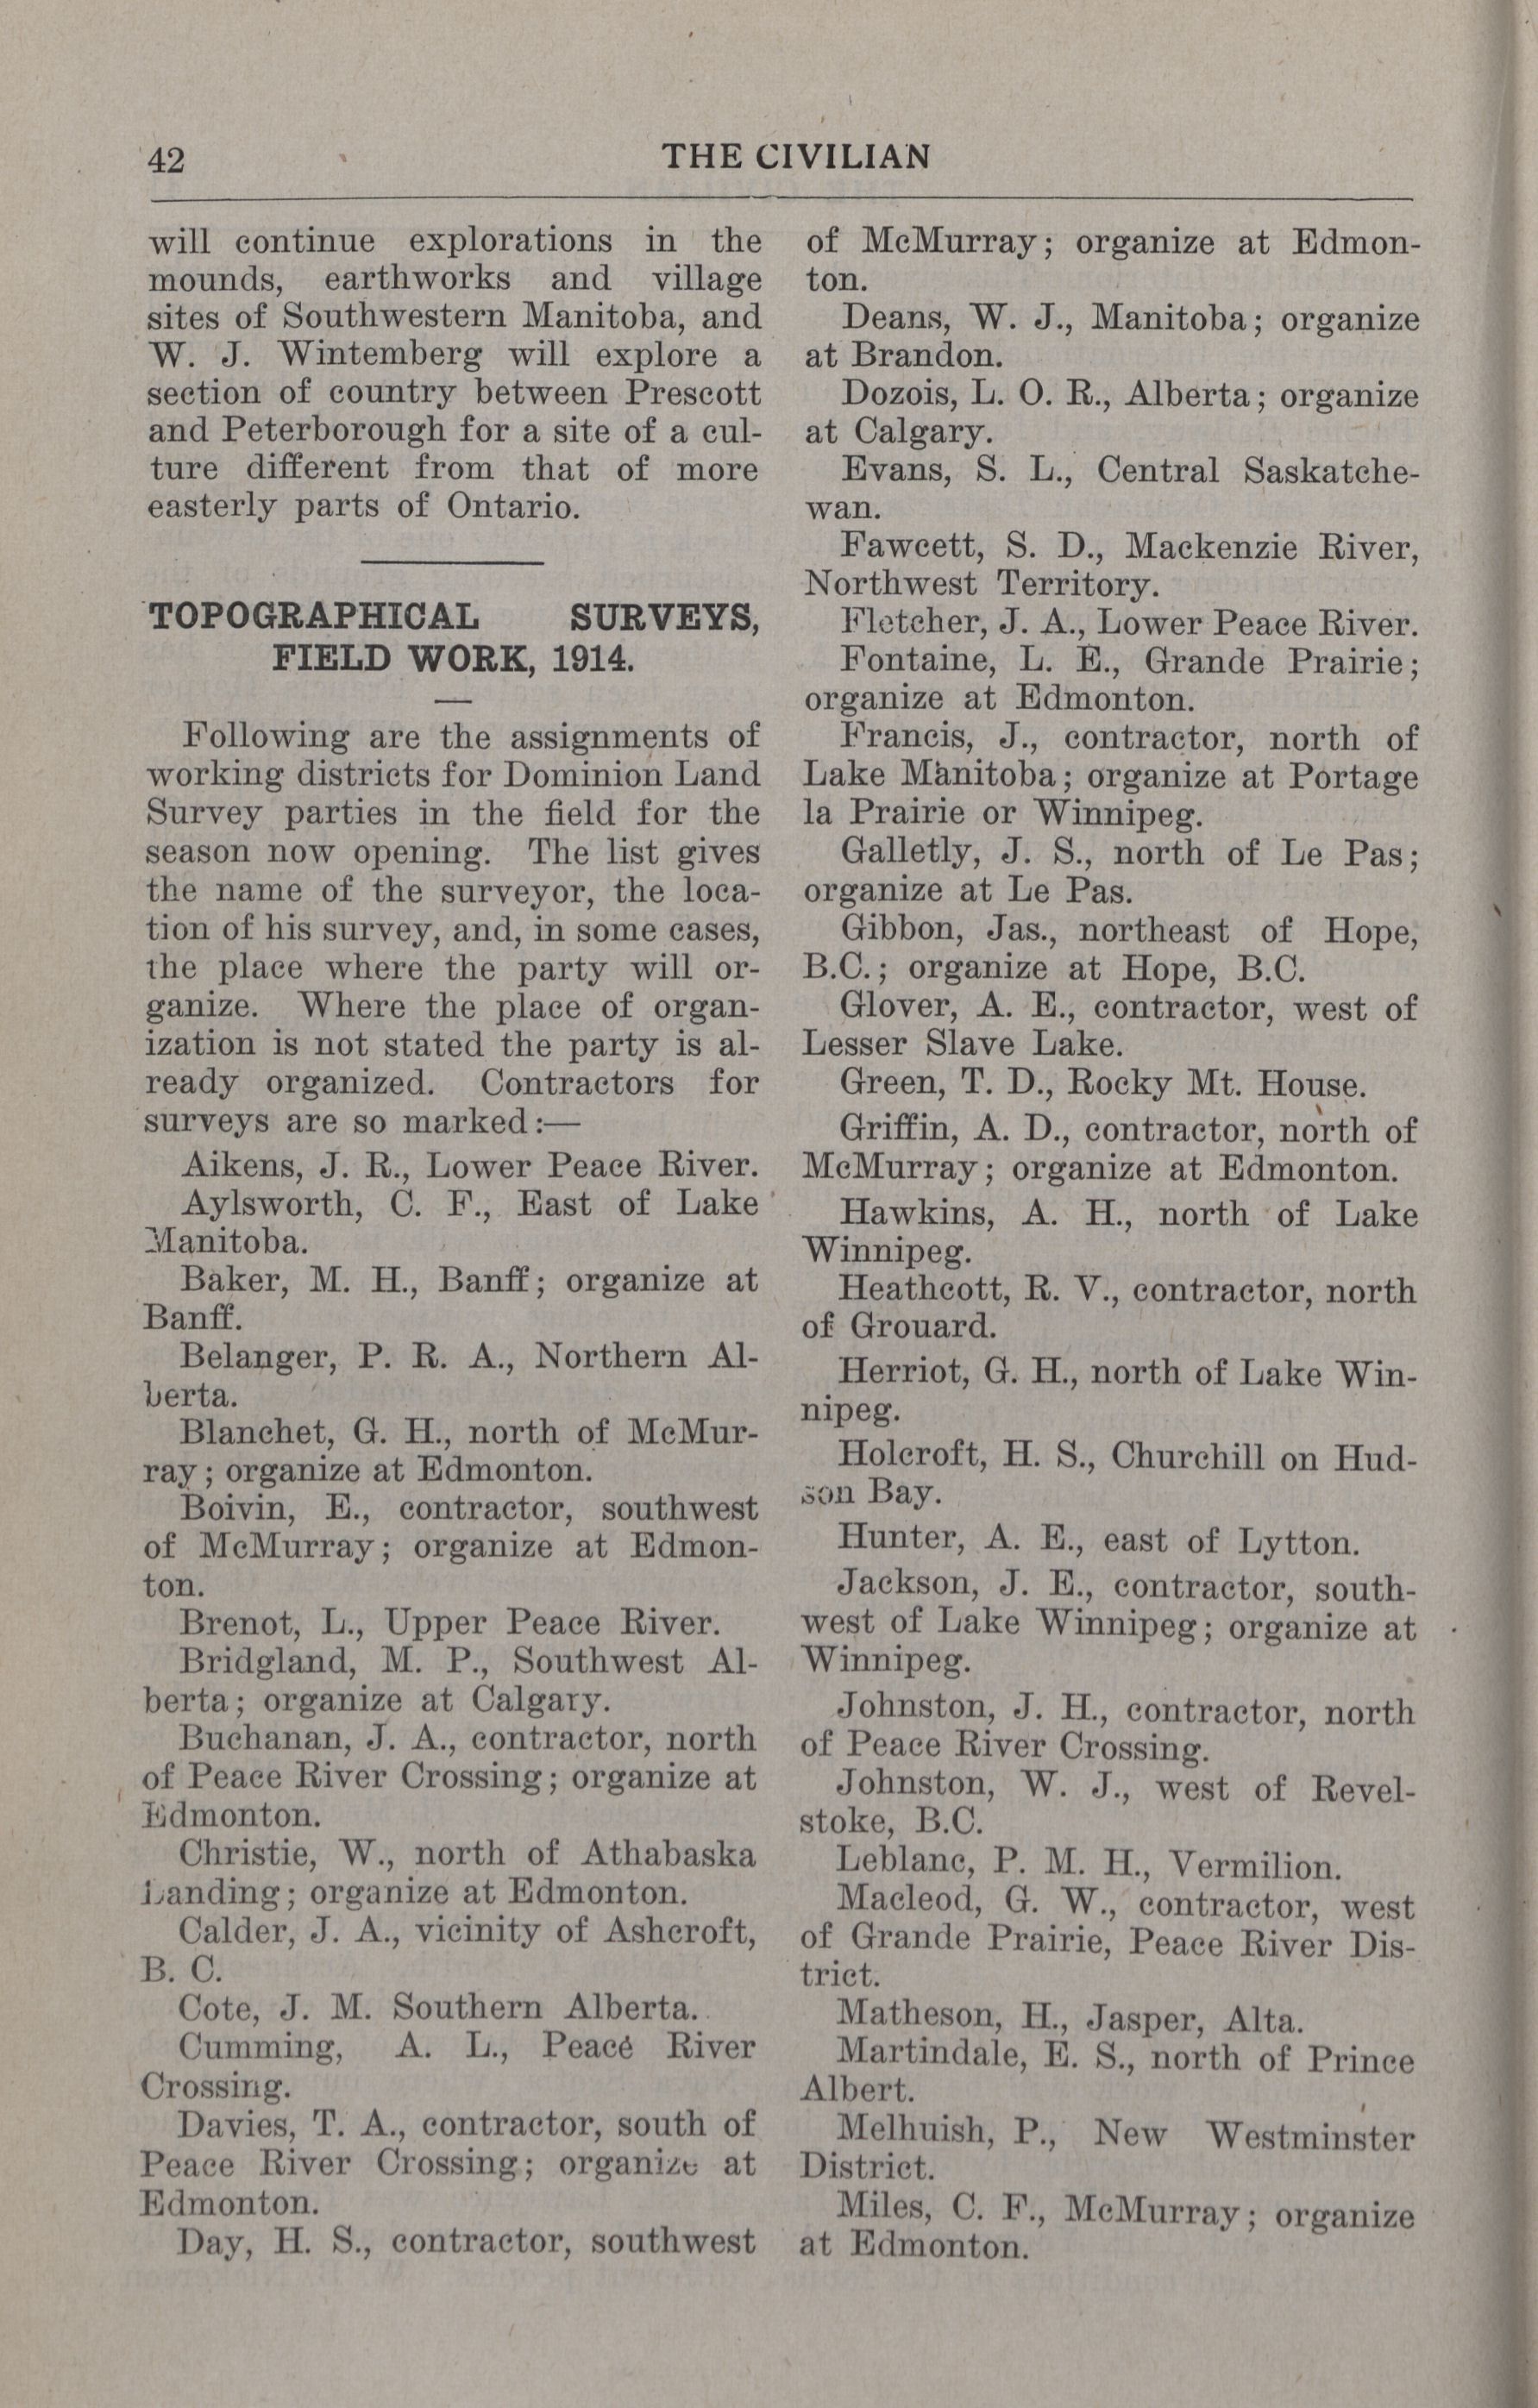 42
THE CIVILIAN
will continue explorations in the
mounds, earthworks and village
sites of Southwestern Manitoba, and
W. J. Wintemberg will explore a
section of country between Prescott
and Peterborough for a site of a cul-
ture different from that of more
easterly parts of Ontario.
TOPOGRAPHICAL SURVEYS,
FIELD WORK, 1914.
Following are the assignments of
working districts for Dominion Land
Survey parties in the field for the
season now opening. The list gives
the name of the surveyor, the loca-
tion of his survey, and, in some cases,
the place where the party will or-
ganize. Where the place of organ-
ization is not stated the party is al-
ready organized. Contractors for
surveys are so marked:—
Aikens, J. R., Lower Peace River.
Aylsworth, C. F., East of Lake
Manitoba.
Baker, M. H., Banff; organize at
Banff.
Belanger, P. R. A., Northern Al-
berta.
Blanchet, G. H., north of McMur-
ray; organize at Edmonton.
Boivin, E., contractor, southwest
of McMurray; organize at Edmon-
ton.
Brenot, L., Upper Peace River.
Bridgland, M. P., Southwest Al-
berta; organize at Calgary.
Buchanan, J. A., contractor, north
of Peace River Crossing; organize at
Edmonton.
Christie, W., north of Athabaska
Landing; organize at Edmonton.
Calder, J. A., vicinity of Ashcroft,
B. C.
Cote, J. M. Southern Alberta.
Cumming, A. L., Peace River
Crossing.
Davies, T. A., contractor, south of
Peace River Crossing; organize at
Edmonton.
Day, H. S., contractor, southwest
of McMurray; organize at Edmon-
ton.
Deans, W. J., Manitoba; organize
at Brandon.
Dozois, L. O. R., Alberta; organize
at Calgary.
Evans, S. L., Central Saskatche-
wan.
Fawcett, S. D., Mackenzie River,
Northwest Territory.
Fletcher, J. A., Lower Peace River.
Fontaine, L. E., Grande Prairie;
organize at Edmonton.
Francis, J., contractor, north of
Lake Manitoba; organize at Portage
la Prairie or Winnipeg.
Galletly, J. S., north of Le Pas;
organize at Le Pas.
Gibbon, Jas., northeast of Hope,
B.C.; organize at Hope, B.C.
Glover, A. E., contractor, west of
Lesser Slave Lake.
Green, T. D., Rocky Mt. House.
Griffin, A. D., contractor, north of
McMurray; organize at Edmonton.
Hawkins, A. H., north of Lake
Winnipeg.
Heathcott, R. V., contractor, north
of Grouard.
Herriot, G. H., north of Lake Win-
nipeg.
Holcroft, H. S., Churchill on Hud-
son Bay.
Hunter, A. E., east of Lytton.
Jackson, J. E., contractor, south-
west of Lake Winnipeg; organize at
Winnipeg.
Johnston, J. H., contractor, north
of Peace River Crossing.
Johnston, W. J., west of Revel-
stoke, B.C.
Leblanc, P. M. H., Vermilion.
Macleod, G. W., contractor, west
of Grande Prairie, Peace River Dis-
trict.
Matheson, H., Jasper, Alta.
Martindale, E. S., north of Prince
Albert.
Melhuish, P., New Westminster
District.
Miles, C. F., McMurray; organize
at Edmonton.